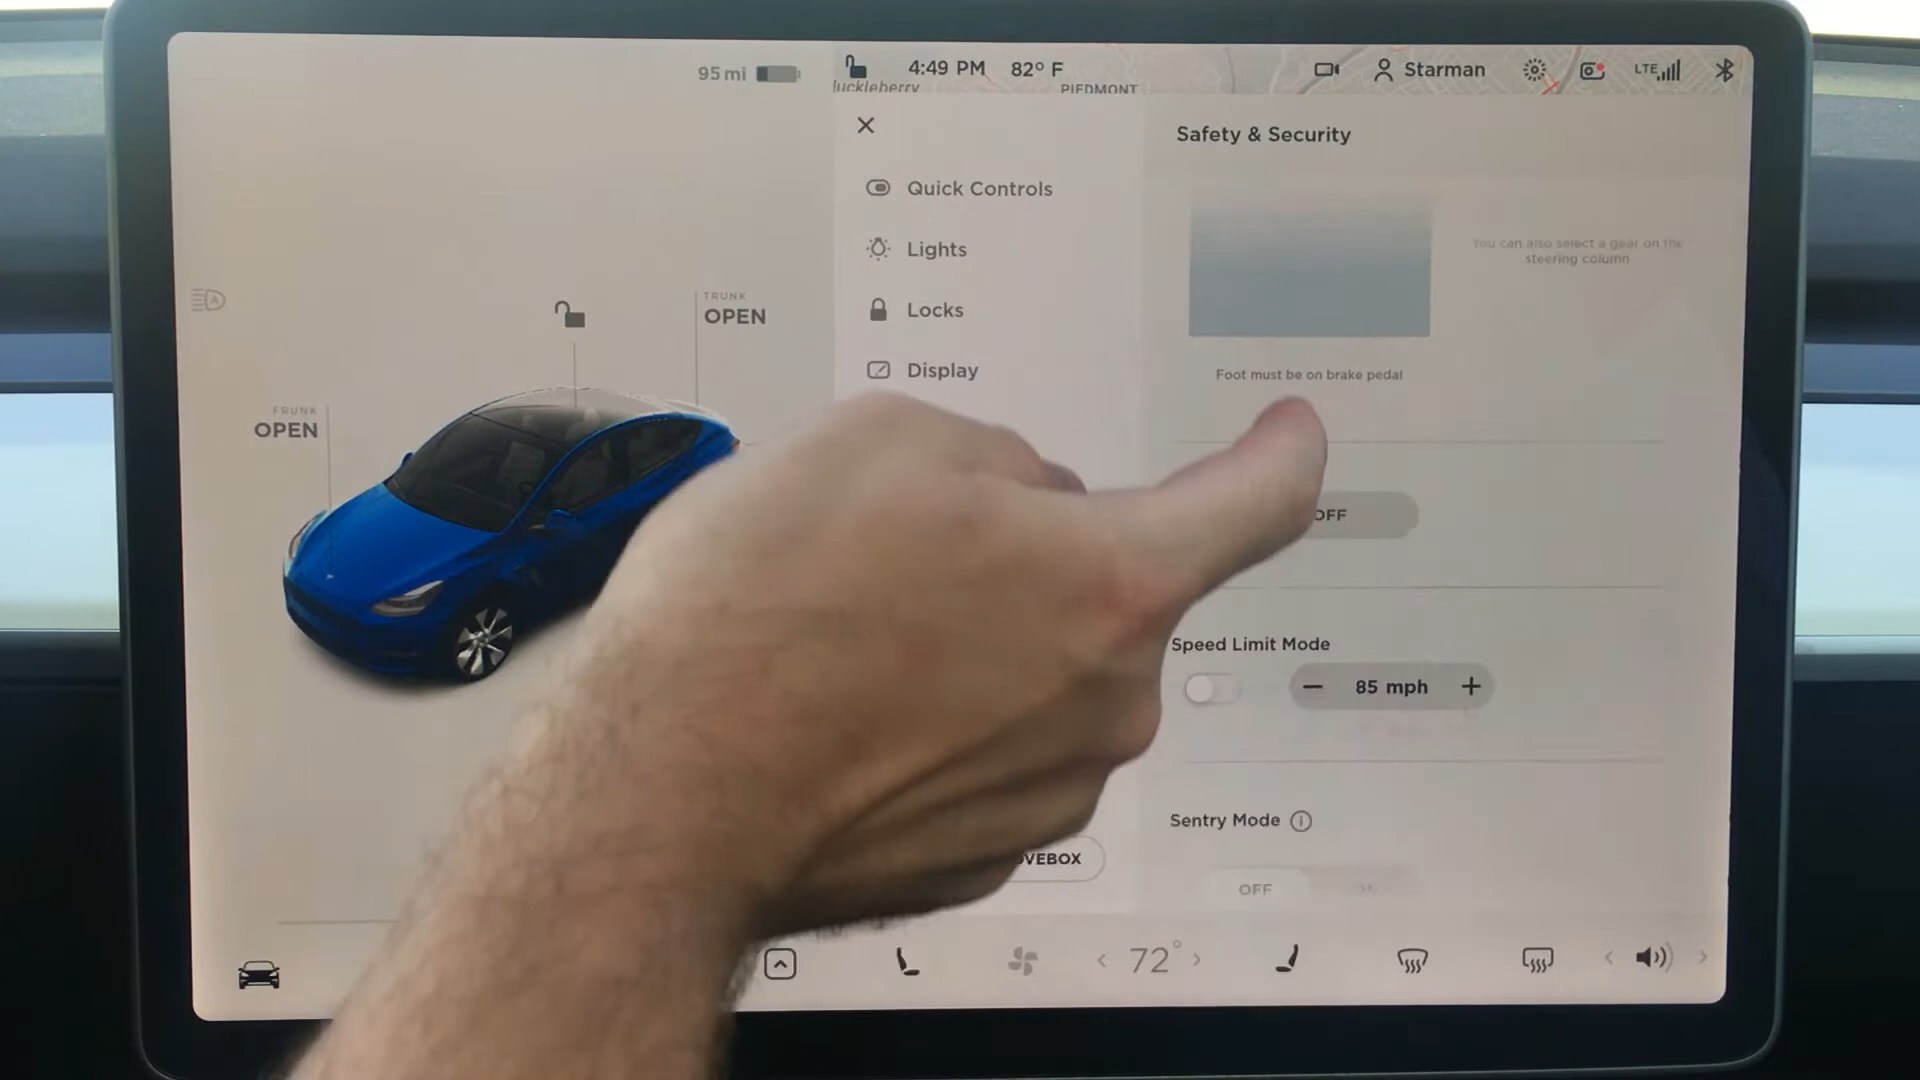 95 mi
4:49 PM 82° F
Starman
LTE
uckleberry
PIEDMONT
Safety & Security
Quick Controls
Lights
Locks
Display
You can also select a gear on the
steering column
Foot must be on brake pedal
TRUNK
OPEN
FRUNK
OPEN
A
OFF
Speed Limit Mode
85 mph
Sentry Mode
OFF
OVEBOX
72°